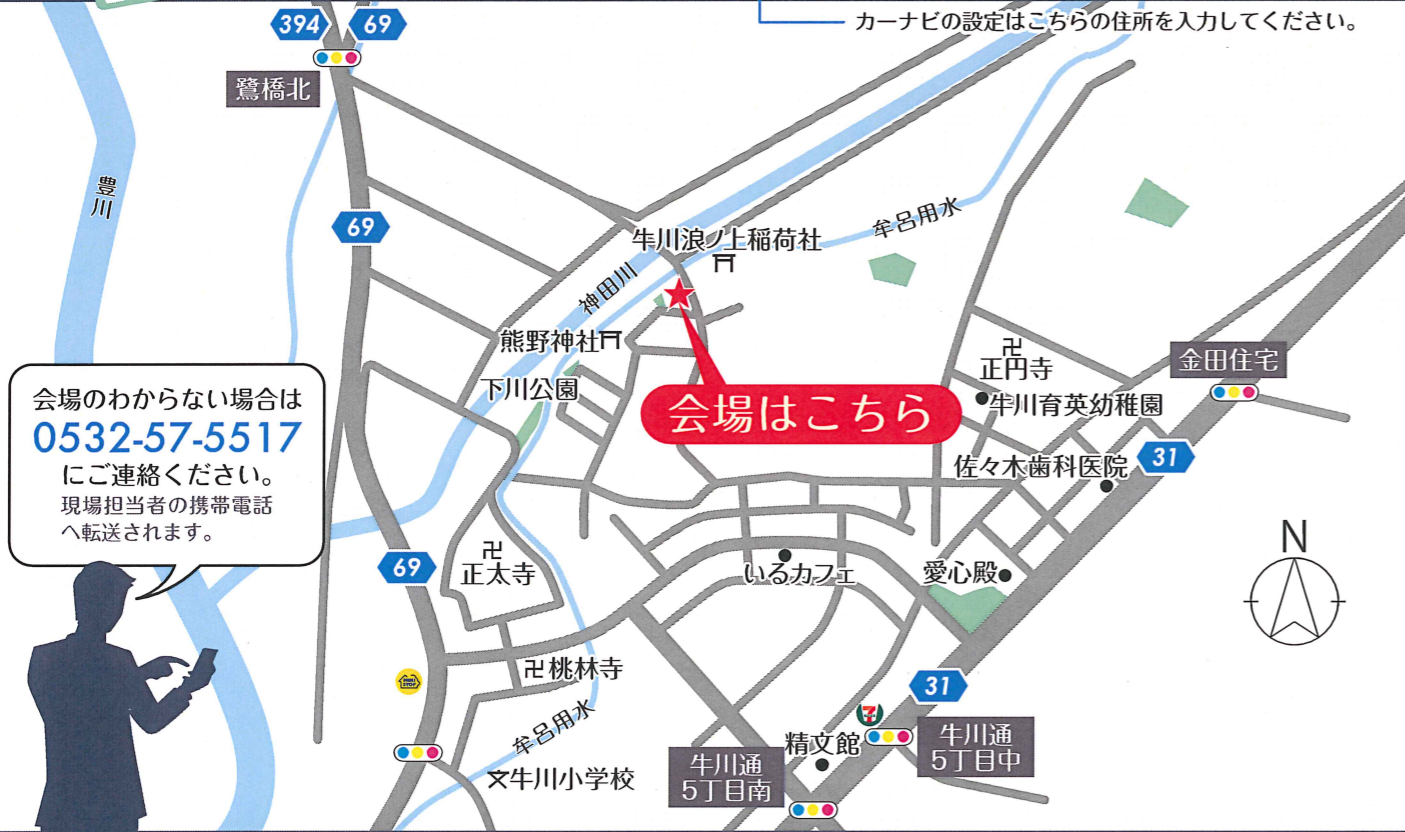 カーナビの設定はこちらの住所を入力してください。
394
69
鷺橋北
豊川
69
牟呂用水
牛川浪ノ上稲荷社
神田川
熊野神社
下川公園
会場はこちら
卍
正円寺
牛川育英幼稚園
金田住宅
佐々木歯科医院
31
会場のわからない場合は
0532-57-5517
にご連絡ください。
現場担当者の携帯電話
へ転送されます。
N
69
卍
正太寺
いるカフェ
愛心殿
卍桃林寺
31
MINI
STOP
7
牟呂用水
精文館
牛川通
5丁目中
牛川通
5丁目南
文牛川小学校